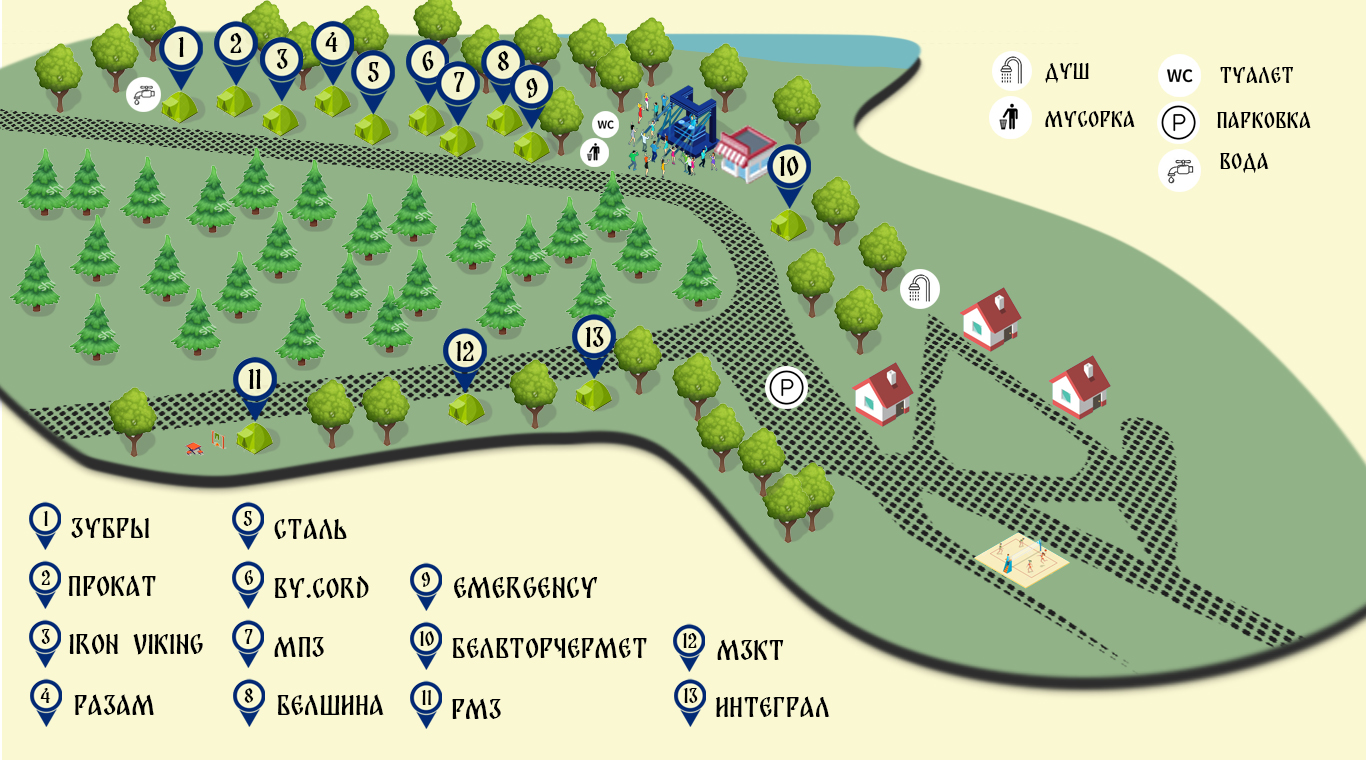 1
2
3
4
5
6
7
8
9
WC
10
11
12
13
P
ДУШ
WC ТУАЛЕТ
МУСОРКА
P ПАРКОВКА
ВОДА
1 ЗУБРЫ
2 ПРОКАТ
3 IRON VIKING
4 РАЗАМ
5 СТАЛЬ
6 BY.CORD
7 МПЗ
8 БЕЛШИНА
9 EMERGENCY
10 БЕЛВТОРЧЕРМЕТ
11 РМЗ
12 МЗКТ
13 ИНТЕГРАЛ